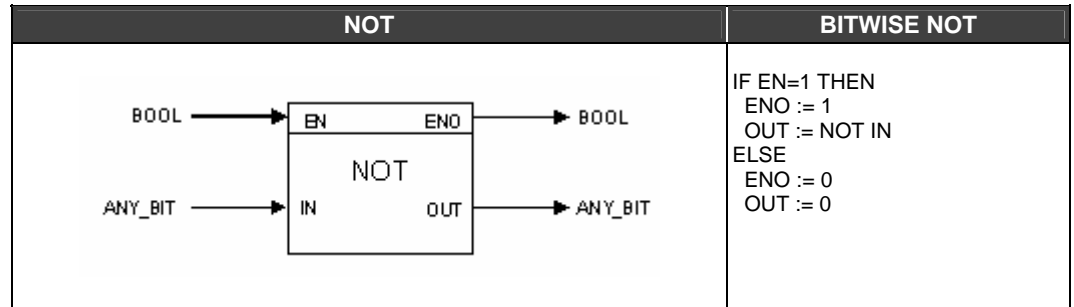 NOT
BITWISE NOT
BOOL
EN
ENO
BOOL
NOT
ANY_BIT
IN
OUT
ANY_BIT
IF EN=1 THEN
ENO := 1
OUT := NOT IN
ELSE
ENO := 0
OUT := 0